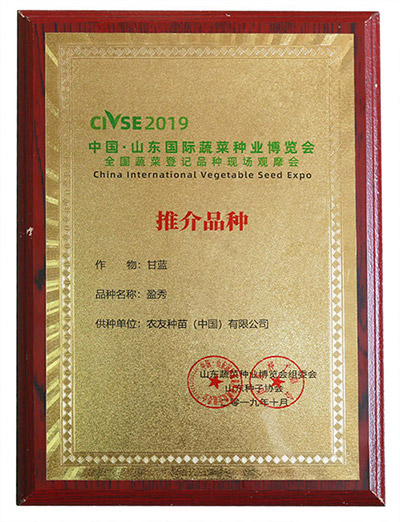 CIVSE2019
中国·山东国际蔬菜种业博览会
全国蔬菜登记品种现场观摩会
China International Vegetable Seed Expo
推介品种
作 物：甘蓝
品种名称：盈秀
供种单位：农友种苗（中国）有限公司
山东蔬菜种业博览会组委会
山东种子协会
二零一九年十月